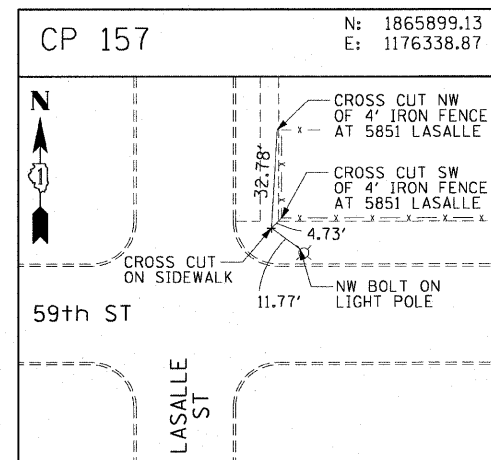 CP 157
N: 1865899.13
E: 1176338.87
N
1
CROSS CUT NW
OF 4' IRON FENCE
AT 5851 LASALLE
32.78'
CROSS CUT SW
OF 4' IRON FENCE
AT 5851 LASALLE
4.73'
CROSS CUT
ON SIDEWALK
11.77'
NW BOLT ON
LIGHT POLE
59th ST
LASALLE
ST